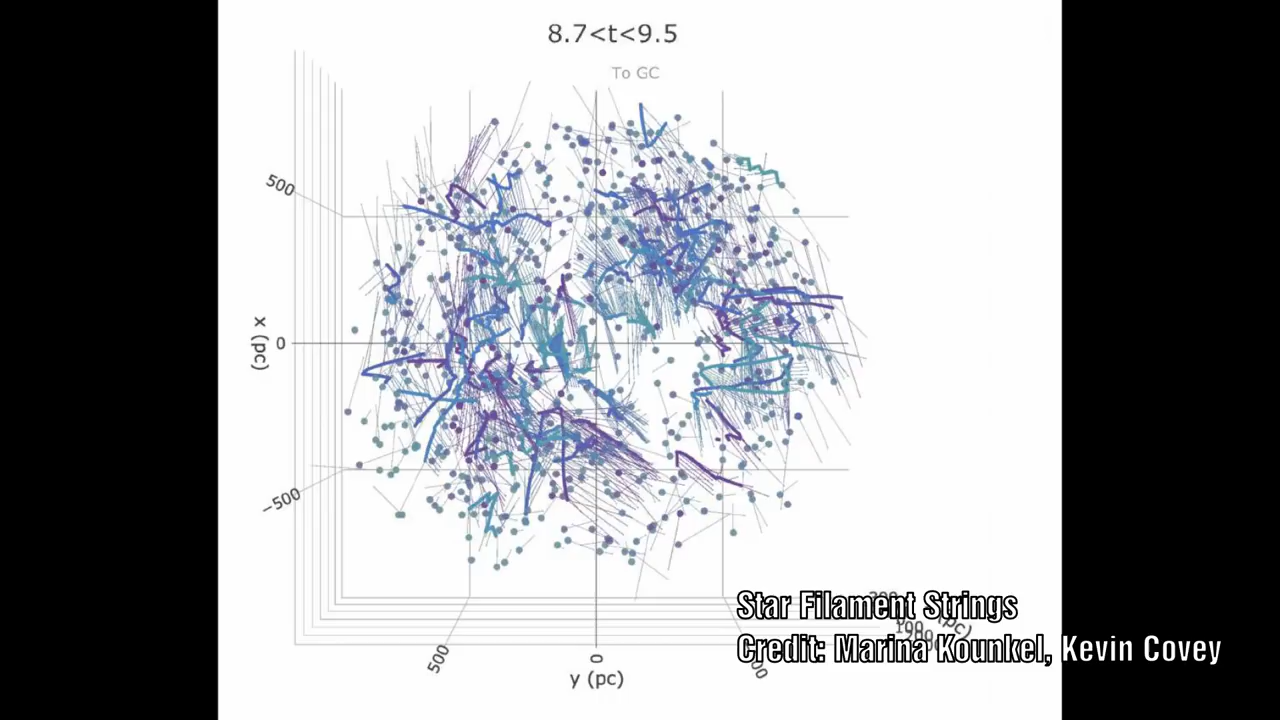 8.7<t<9.5
To GC
500
x (pc)
0
−500
Star Filament Strings
Credit: Marina Kounkel, Kevin Covey
500
0
y (pc)